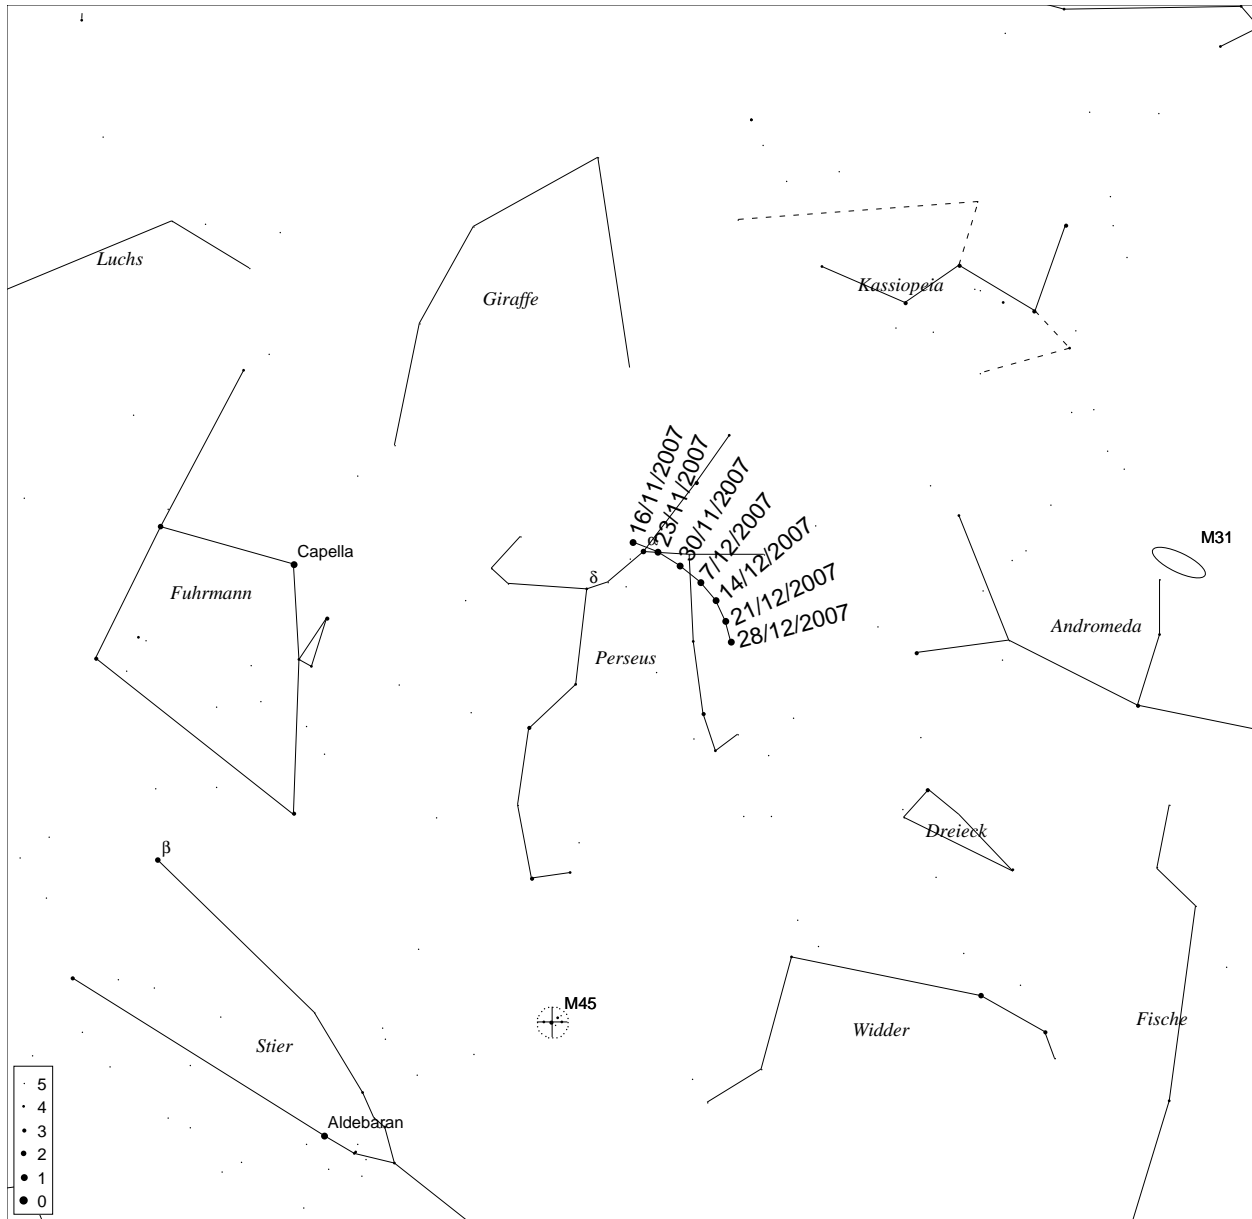 Luchs
Giraffe
Kassiopeia
16/11/2007
23/11/2007
30/11/2007
7/12/2007
14/12/2007
21/12/2007
28/12/2007
α
δ
M31
Capella
Fuhrmann
Perseus
Andromeda
Dreieck
β
M45
Stier
Widder
Fische
Aldebaran
5
4
3
2
1
0